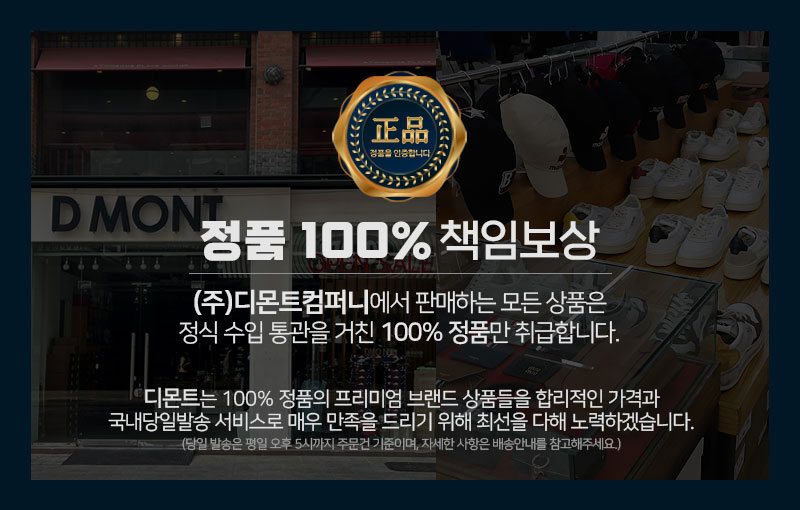 正品
정품을 인증합니다
D MONT
정품 100% 책임보상
(주)디몬트컴퍼니에서 판매하는 모든 상품은
정식 수입 통관을 거친 100% 정품만 취급합니다.
디몬트는 100% 정품의 프리미엄 브랜드 상품들을 합리적인 가격과
국내당일발송 서비스로 매우 만족을 드리기 위해 최선을 다해 노력하겠습니다.
(당일 발송은 평일 오후 5시까지 주문건 기준이며, 자세한 사항은 배송안내를 참고해주세요.)